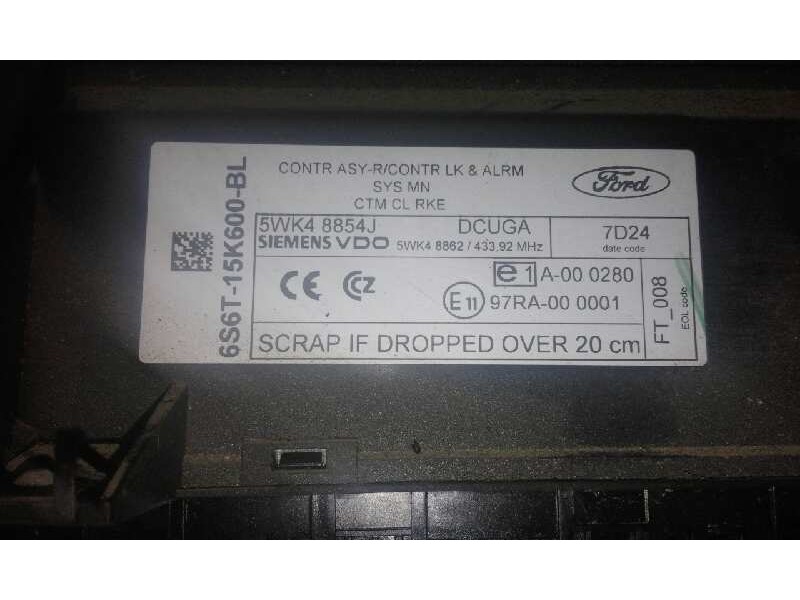 6S6T-15K600-BL
CONTR ASY-R/CONTR LK & ALRM
SYS MN
CTM CL RKE
Ford
5WK4 8854J DCUGA
SIEMENS VDO 5WK4 8862 / 433.92 MHz
7D24
date code
CE CCZ
e1 A-00 0280
E11 97RA-00 0001
FT_008
EOL code
SCRAP IF DROPPED OVER 20 cm